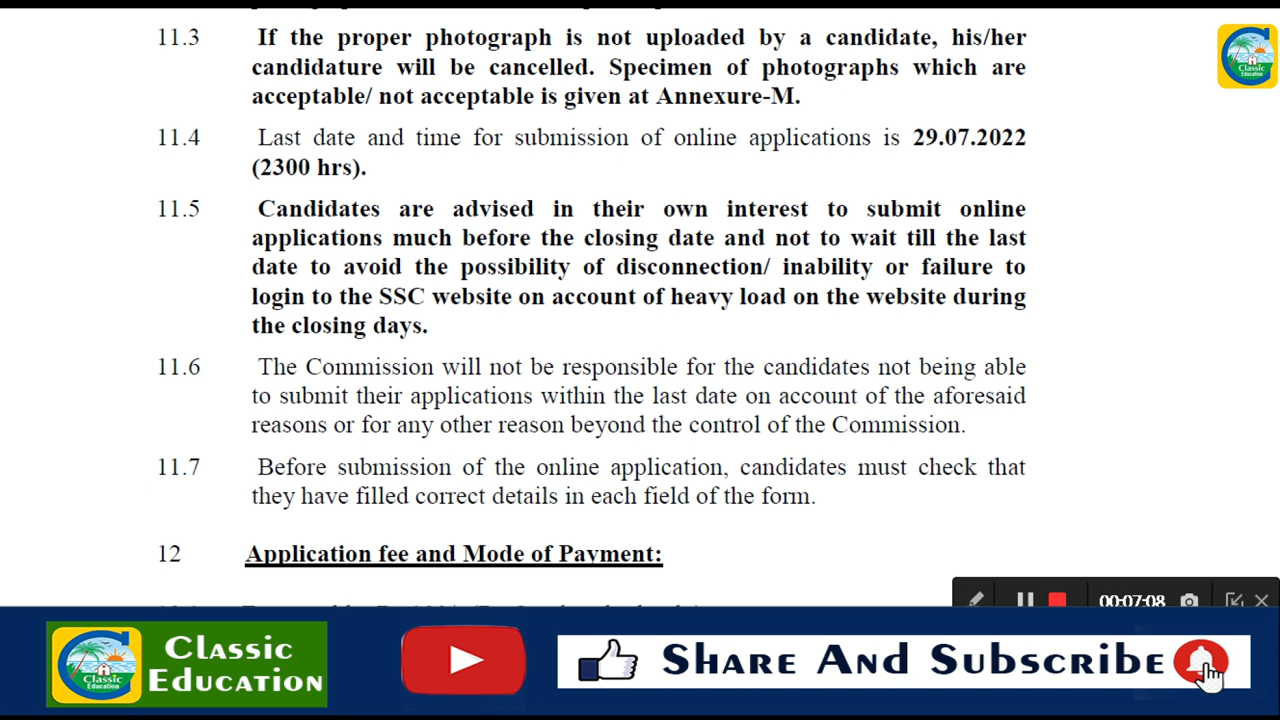 11.3 If the proper photograph is not uploaded by a candidate, his/her
candidature will be cancelled. Specimen of photographs which are
acceptable/ not acceptable is given at Annexure-M.
11.4 Last date and time for submission of online applications is 29.07.2022
(2300 hrs).
11.5 Candidates are advised in their own interest to submit online
applications much before the closing date and not to wait till the last
date to avoid the possibility of disconnection/ inability or failure to
login to the SSC website on account of heavy load on the website during
the closing days.
11.6 The Commission will not be responsible for the candidates not being able
to submit their applications within the last date on account of the aforesaid
reasons or for any other reason beyond the control of the Commission.
11.7 Before submission of the online application, candidates must check that
they have filled correct details in each field of the form.
12 Application fee and Mode of Payment:
00:07:08
Classic
Education
Classic
Education
Classic
Education
Share And Subscribe